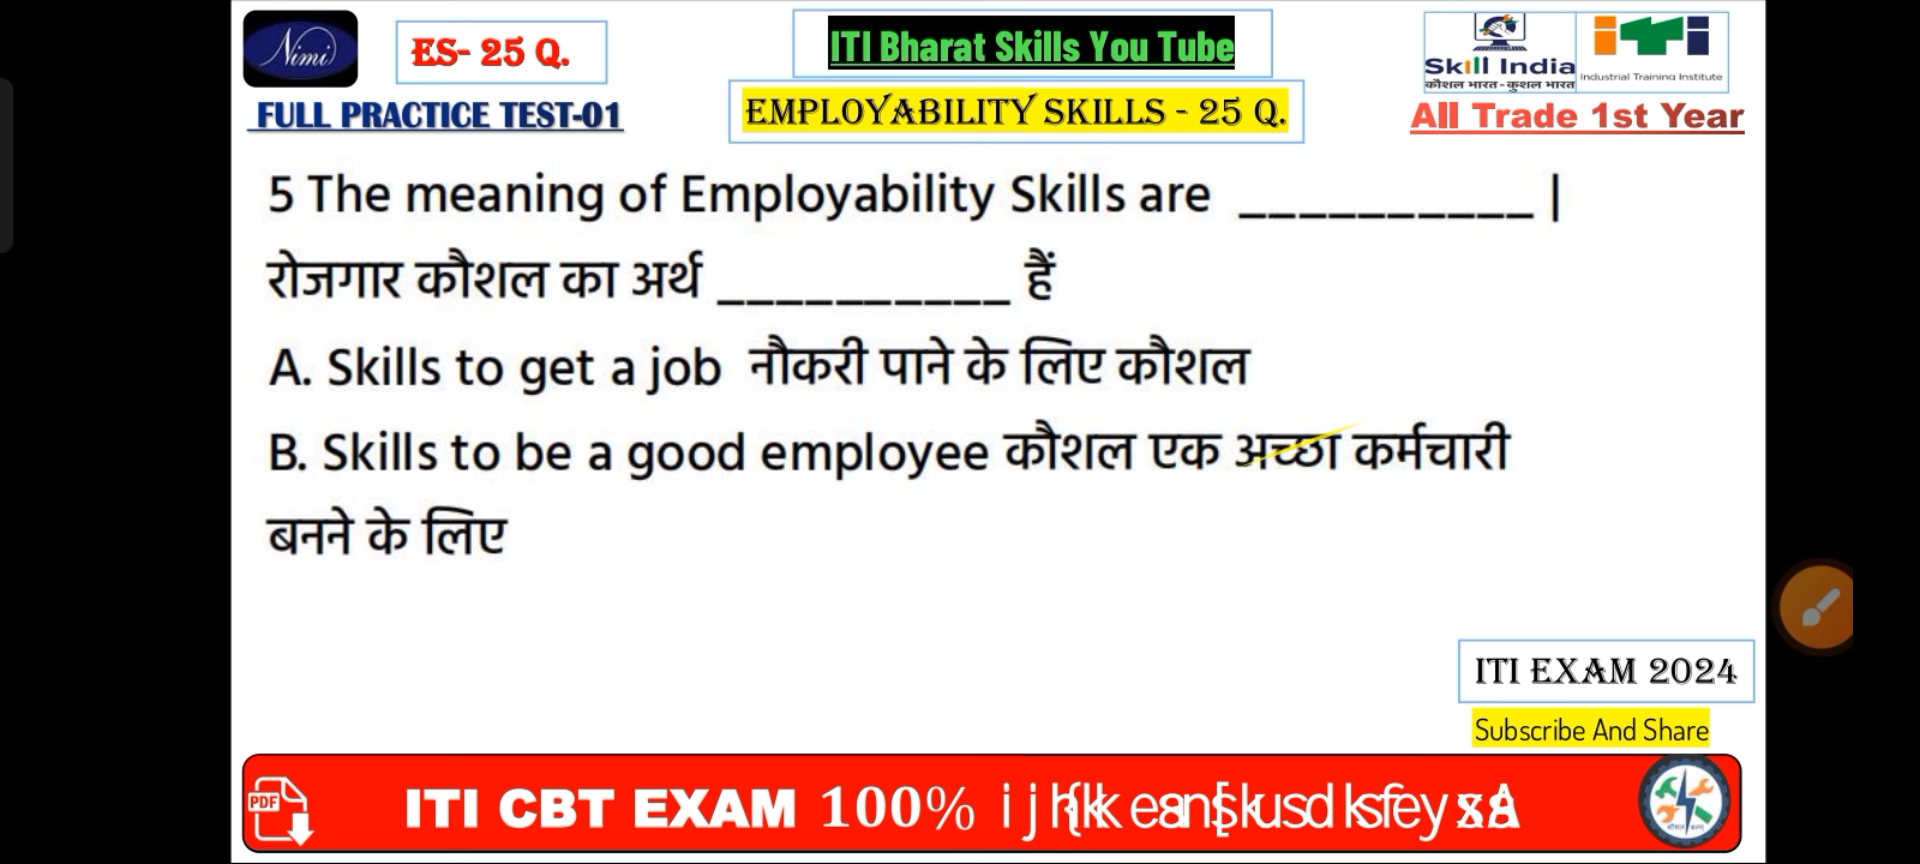 Nimi
ES- 25 Q.
ITI Bharat Skills You Tube
Skill India
कौशल भारत-कुशल भारत
iTi
Industrial Training Institute
FULL PRACTICE TEST-01
EMPLOYABILITY SKILLS - 25 Q.
All Trade 1st Year
5 The meaning of Employability Skills are __________ |
रोजगार कौशल का अर्थ __________ हैं
A. Skills to get a job नौकरी पाने के लिए कौशल
B. Skills to be a good employee कौशल एक अच्छा कर्मचारी
बनने के लिए
ITI EXAM 2024
Subscribe And Share
PDF
ITI CBT EXAM 100%